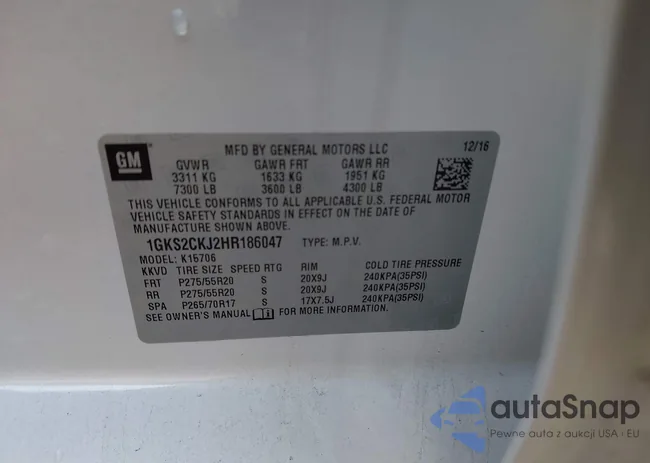 GM
MFD BY GENERAL MOTORS LLC 12/16
GVWR GAWR FRT GAWR RR
3311 KG 1633 KG 1951 KG
7300 LB 3600 LB 4300 LB
THIS VEHICLE CONFORMS TO ALL APPLICABLE U.S. FEDERAL MOTOR
VEHICLE SAFETY STANDARDS IN EFFECT ON THE DATE OF
MANUFACTURE SHOWN ABOVE.
1GKS2CKJ2HR186047 TYPE: M.P.V.
MODEL: K15706
KKVD TIRE SIZE SPEED RTG RIM COLD TIRE PRESSURE
FRT P275/55R20 S 20X9J 240KPA(35PSI)
RR P275/55R20 S 20X9J 240KPA(35PSI)
SPA P265/70R17 S 17X7.5J 240KPA(35PSI)
SEE OWNER'S MANUAL FOR MORE INFORMATION.
autaSnap
Pewne auta z aukcji USA • EU